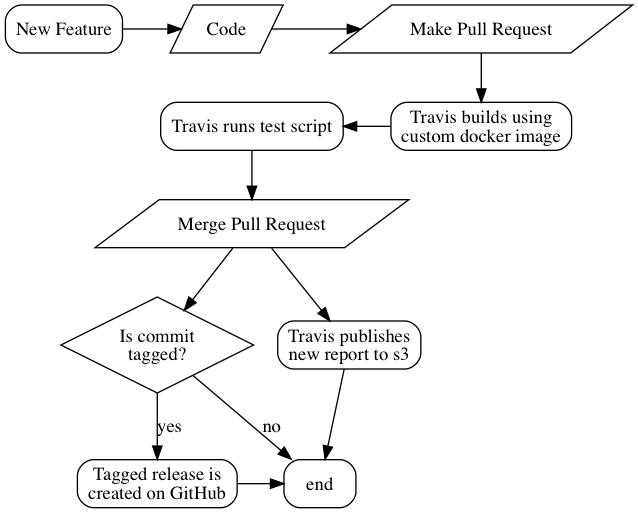 New Feature
Code
Make Pull Request
Travis builds using
custom docker image
Travis runs test script
Merge Pull Request
Is commit
tagged?
Travis publishes
new report to s3
yes
no
Tagged release is
created on GitHub
end